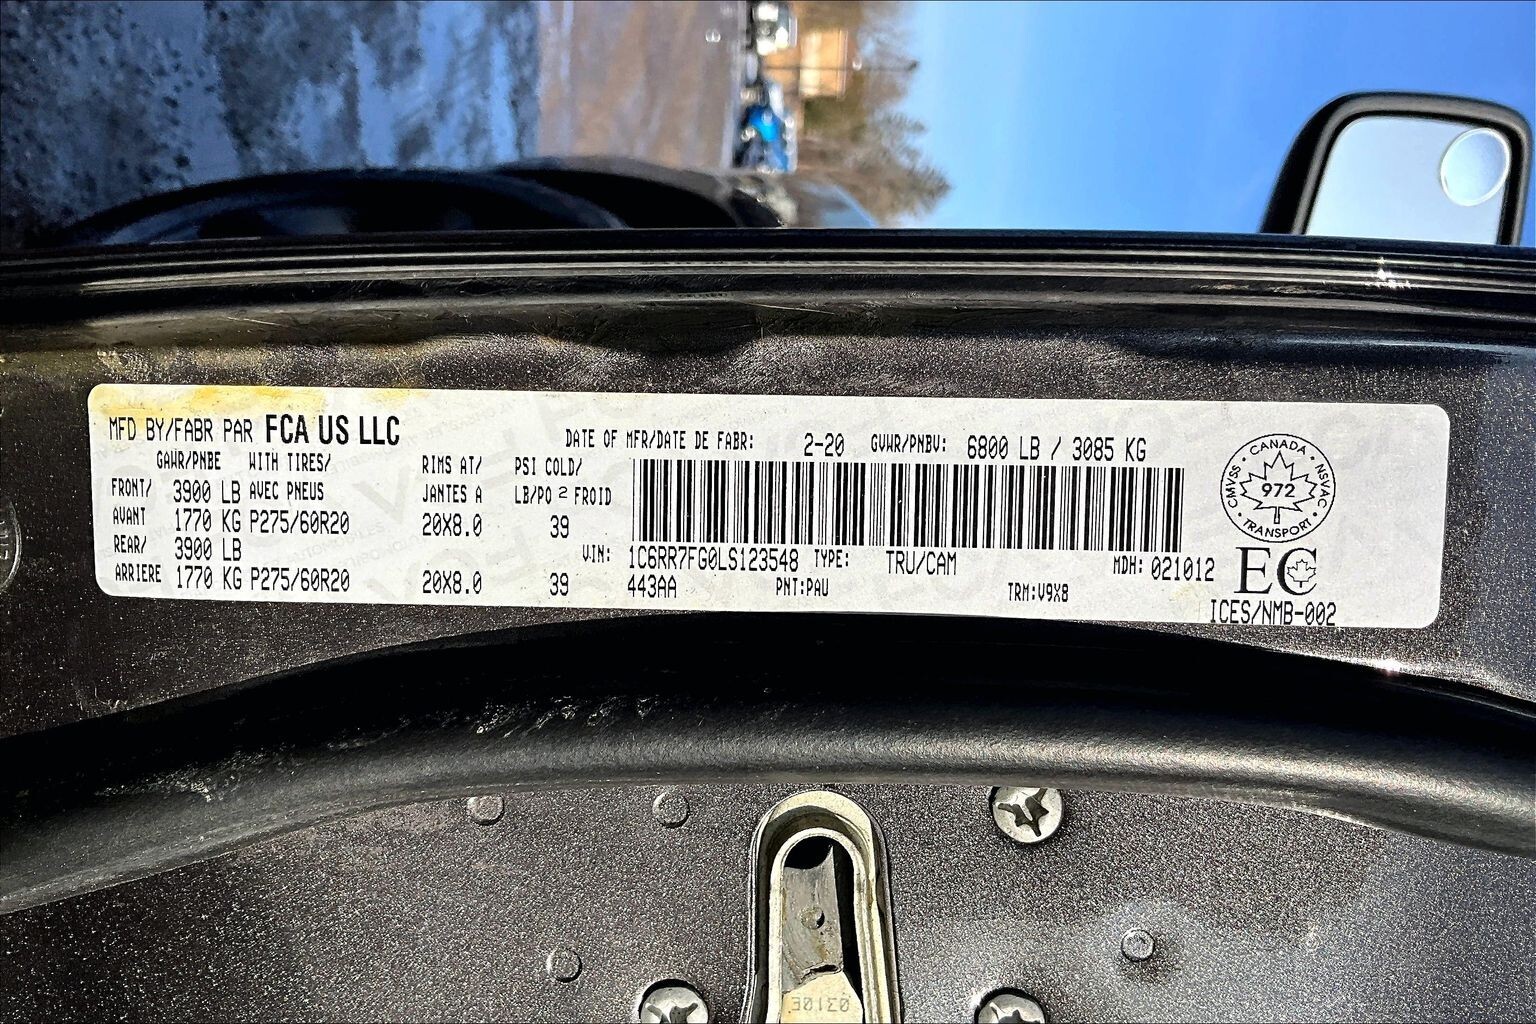 MFD BY/FABR PAR FCA US LLC
DATE OF MFR/DATE DE FABR: 2-20 GVWR/PNBV: 6800 LB / 3085 KG
GAWR/PNBE WITH TIRES/ RIMS AT/ PSI COLD/
FRONT/ 3900 LB AVEC PNEUS JANTES A LB/PO 2 FROID
AVANT 1770 KG P275/60R20 20X8.0 39
REAR/ 3900 LB
ARRIERE 1770 KG P275/60R20 20X8.0 39
VIN: 1C6RR7FG0LS123548 TYPE: TRU/CAM MDH: 021012
443AA PNT:PAU TRM:V9X8
CANADA
CMVSS NSVAC
972
TRANSPORT
EC
ICES/NMB-002